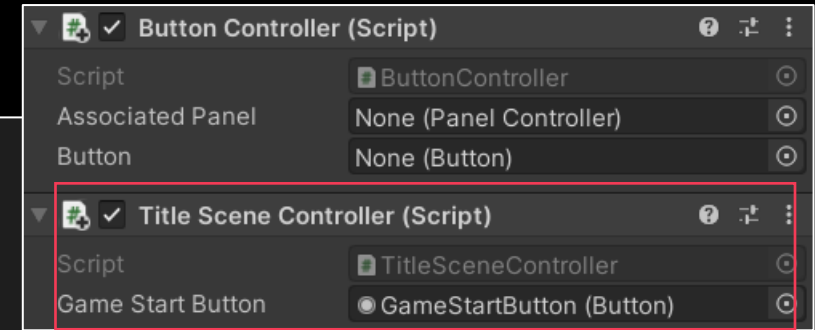 Button Controller (Script)
Script ButtonController
Associated Panel None (Panel Controller)
Button None (Button)
Title Scene Controller (Script)
Script TitleSceneController
Game Start Button GameStartButton (Button)